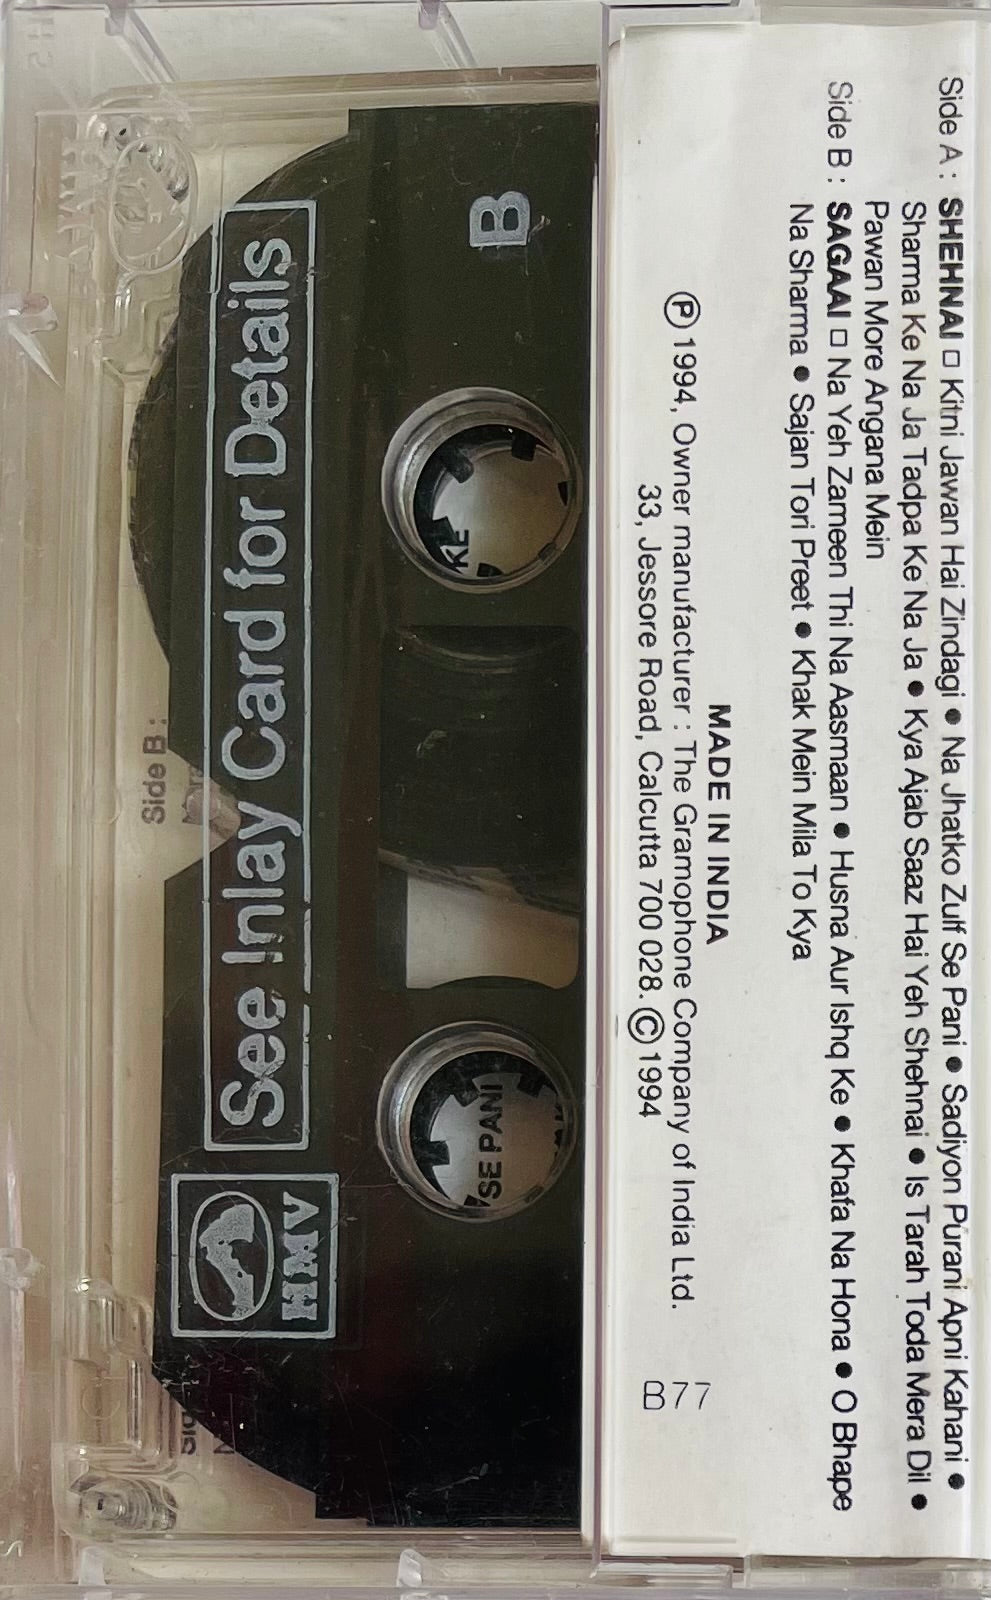 Side A : SHEHNAI □ Kitni Jawan Hai Zindagi ● Na Jhatko Zulf Se Pani ● Sadiyon Purani Apni Kahani ●
Sharma Ke Na Ja Tadpa Ke Na Ja ● Kya Ajab Saaz Hai Yeh Shehnai ● Is Tarah Toda Mera Dil ●
Pawan More Angana Mein
Side B : SAGAAI □ Na Yeh Zameen Thi Na Aasmaan ● Husna Aur Ishq Ke ● Khafa Na Hona ● O Bhape
Na Sharma ● Sajan Tori Preet ● Khak Mein Mila To Kya
MADE IN INDIA
Ⓟ 1994, Owner manufacturer : The Gramophone Company of India Ltd.
33, Jessore Road, Calcutta 700 028. © 1994
B77
B
KE
SE PANI
See Inlay Card for Details
HMV
Side B :